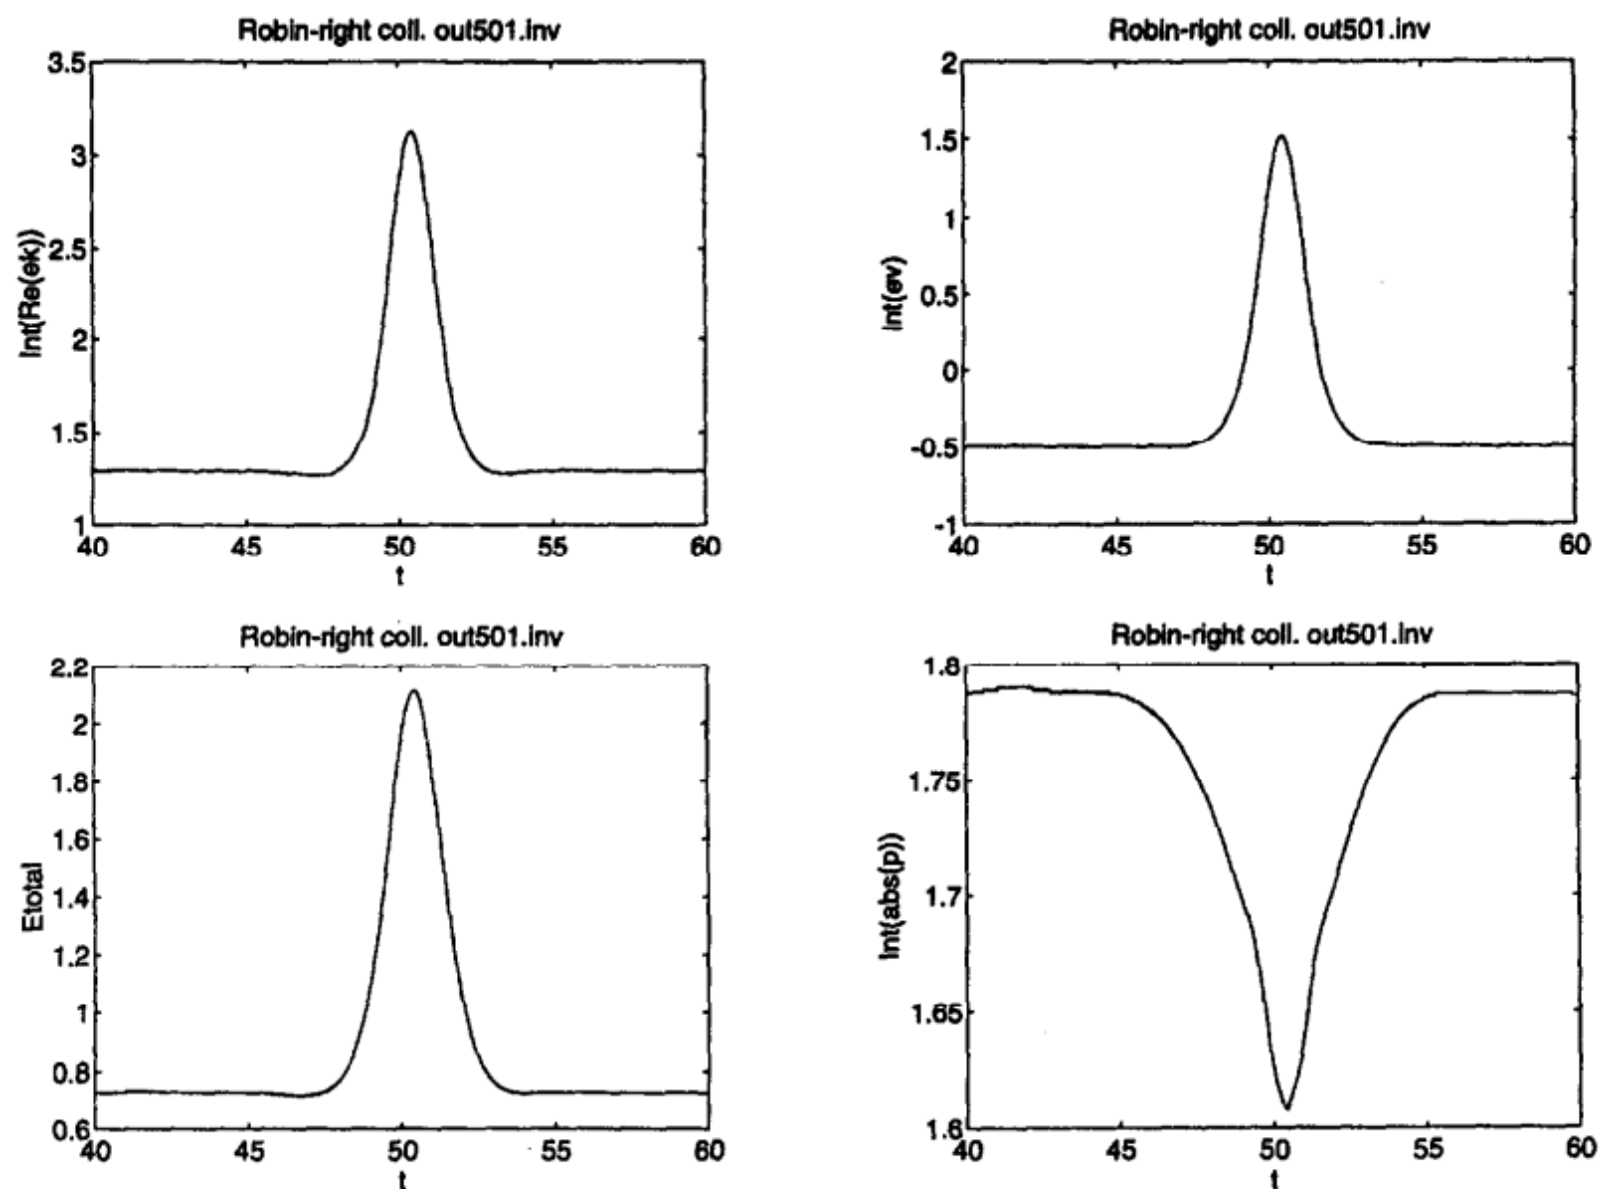 Robin-right coll. out501.inv
3.5
3
2.5
2
1.5
1
Int(Re(ek))
40 45 50 55 60
t
Robin-right coll. out501.inv
2
1.5
1
0.5
0
-0.5
-1
Int(ev)
40 45 50 55 60
t
Robin-right coll. out501.inv
2.2
2
1.8
1.6
1.4
1.2
1
0.8
0.6
Etotal
40 45 50 55 60
t
Robin-right coll. out501.inv
1.8
1.75
1.7
1.65
1.6
Int(abs(p))
40 45 50 55 60
t